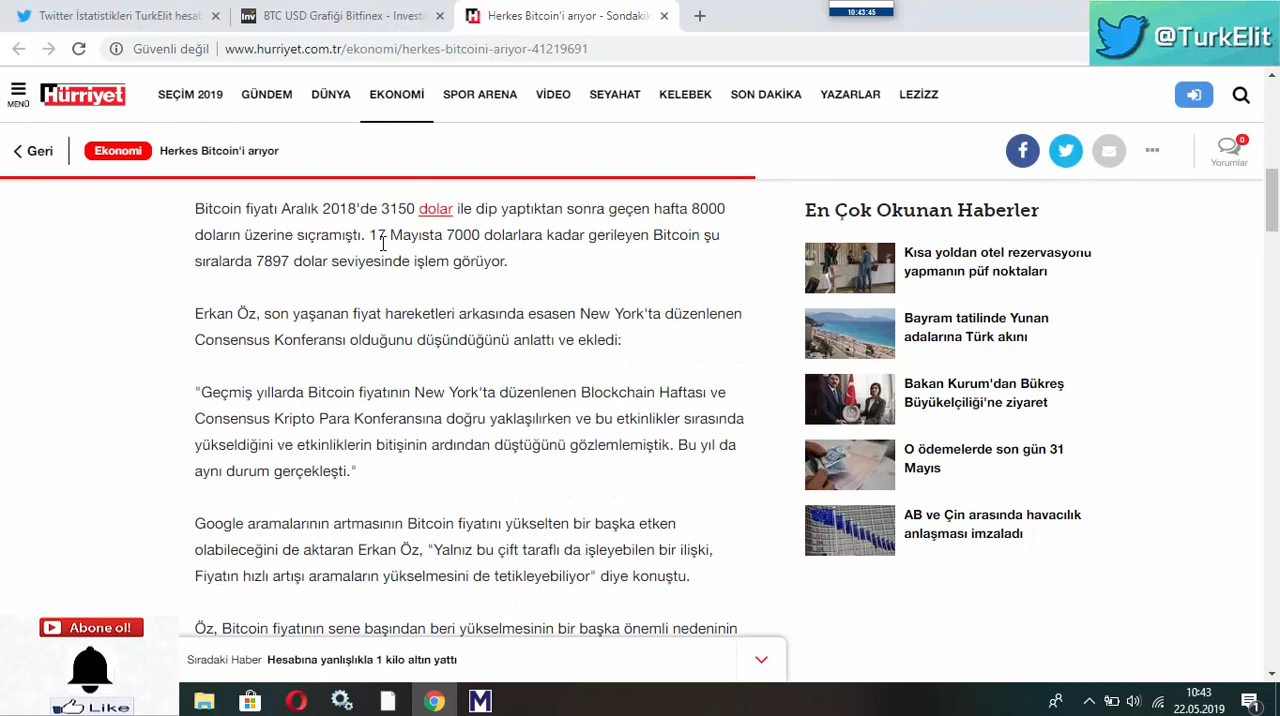 Twitter İstatistikleri
hesal
BTC USD Grafiği Bitfinex - Invest
Herkes Bitcoin'i arıyor - Sondakik
10:43:45
@TurkElit
Güvenli değil
www.hurriyet.com.tr/ekonomi/herkes-bitcoini-ariyor-41219691
MENÜ
Hürriyet
SEÇİM 2019
GÜNDEM
DÜNYA
EKONOMİ
SPOR ARENA
VİDEO
SEYAHAT
KELEBEK
SON DAKİKA
YAZARLAR
LEZİZZ
Geri
Ekonomi
Herkes Bitcoin'i arıyor
0
Yorumlar
Bitcoin fiyatı Aralık 2018'de 3150 dolar ile dip yaptıktan sonra geçen hafta 8000
doların üzerine sıçramıştı. 17 Mayısta 7000 dolarlara kadar gerileyen Bitcoin şu
sıralarda 7897 dolar seviyesinde işlem görüyor.
Erkan Öz, son yaşanan fiyat hareketleri arkasında esasen New York'ta düzenlenen
Consensus Konferansı olduğunu düşündüğünü anlattı ve ekledi:
"Geçmiş yıllarda Bitcoin fiyatının New York'ta düzenlenen Blockchain Haftası ve
Consensus Kripto Para Konferansına doğru yaklaşılırken ve bu etkinlikler sırasında
yükseldiğini ve etkinliklerin bitişinin ardından düştüğünü gözlemlemiştik. Bu yıl da
aynı durum gerçekleşti."
Google aramalarının artmasının Bitcoin fiyatını yükselten bir başka etken
olabileceğini de aktaran Erkan Öz, "Yalnız bu çift taraflı da işleyebilen bir ilişki,
Fiyatın hızlı artışı aramaların yükselmesini de tetikleyebiliyor" diye konuştu.
Öz, Bitcoin fiyatının sene başından beri yükselmesinin bir başka önemli nedeninin
En Çok Okunan Haberler
Kısa yoldan otel rezervasyonu
yapmanın püf noktaları
Bayram tatilinde Yunan
adalarına Türk akını
Bakan Kurum'dan Bükreş
Büyükelçiliği'ne ziyaret
O ödemelerde son gün 31
Mayıs
AB ve Çin arasında havacılık
anlaşması imzaladı
Abone ol!
Like
Sıradaki Haber Hesabına yanlışlıkla 1 kilo altın yattı
10:43
22.05.2019
1